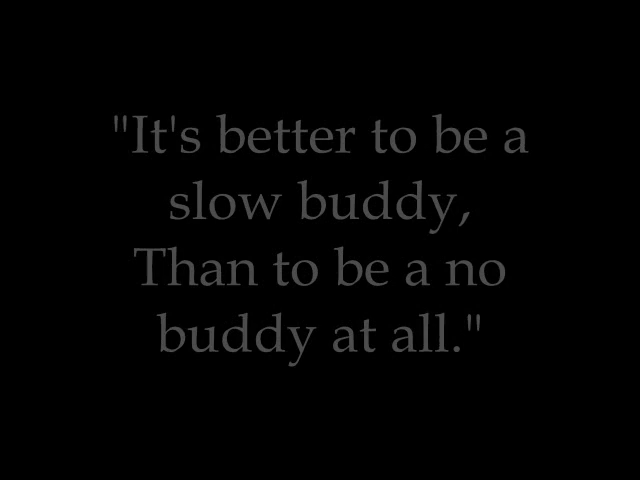 "It's better to be a
slow buddy,
Than to be a no
buddy at all."